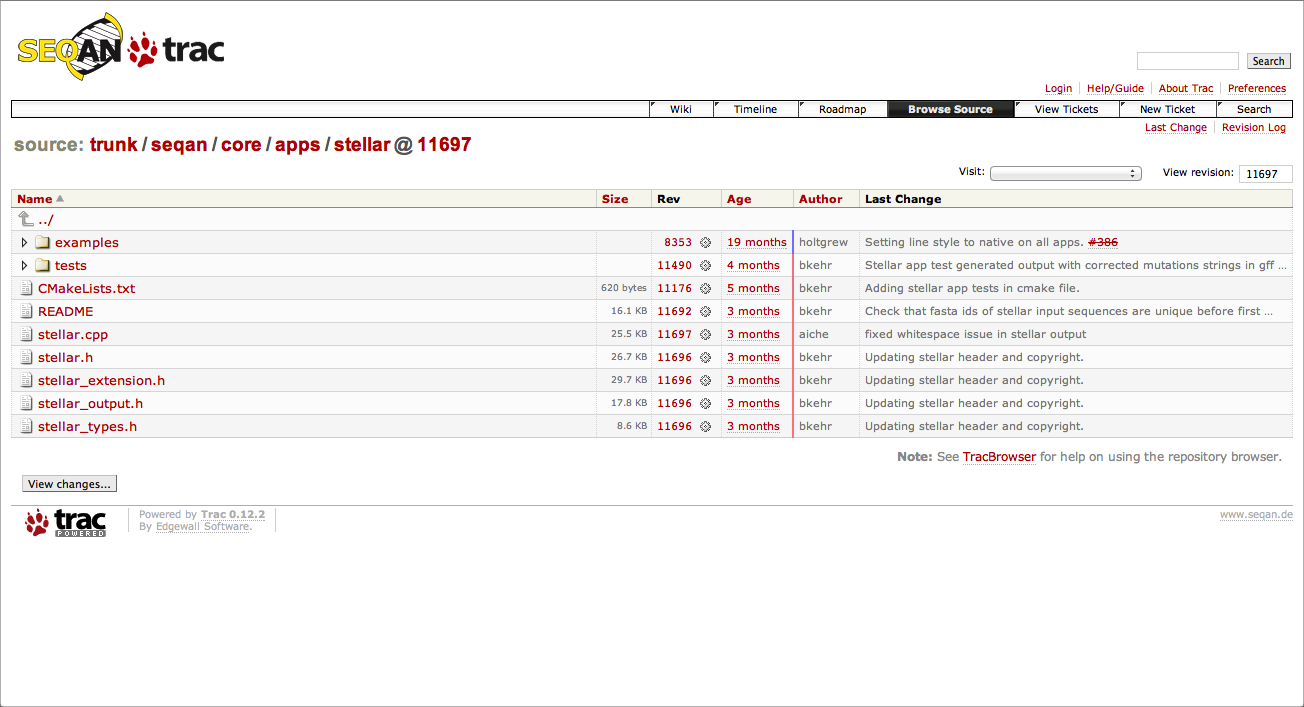 SEQAN trac
Search
Login Help/Guide About Trac Preferences
Wiki Timeline Roadmap Browse Source View Tickets New Ticket Search
Last Change Revision Log
source: trunk / seqan / core / apps / stellar @ 11697
Visit: View revision: 11697
Name Size Rev Age Author Last Change
../
examples 8353 19 months holtgrew Setting line style to native on all apps. #386
tests 11490 4 months bkehr Stellar app test generated output with corrected mutations strings in gff ...
CMakeLists.txt 620 bytes 11176 5 months bkehr Adding stellar app tests in cmake file.
README 16.1 KB 11692 3 months bkehr Check that fasta ids of stellar input sequences are unique before first ...
stellar.cpp 25.5 KB 11697 3 months aiche fixed whitespace issue in stellar output
stellar.h 26.7 KB 11696 3 months bkehr Updating stellar header and copyright.
stellar_extension.h 29.7 KB 11696 3 months bkehr Updating stellar header and copyright.
stellar_output.h 17.8 KB 11696 3 months bkehr Updating stellar header and copyright.
stellar_types.h 8.6 KB 11696 3 months bkehr Updating stellar header and copyright.
Note: See TracBrowser for help on using the repository browser.
View changes...
trac POWERED
Powered by Trac 0.12.2
By Edgewall Software.
www.seqan.de